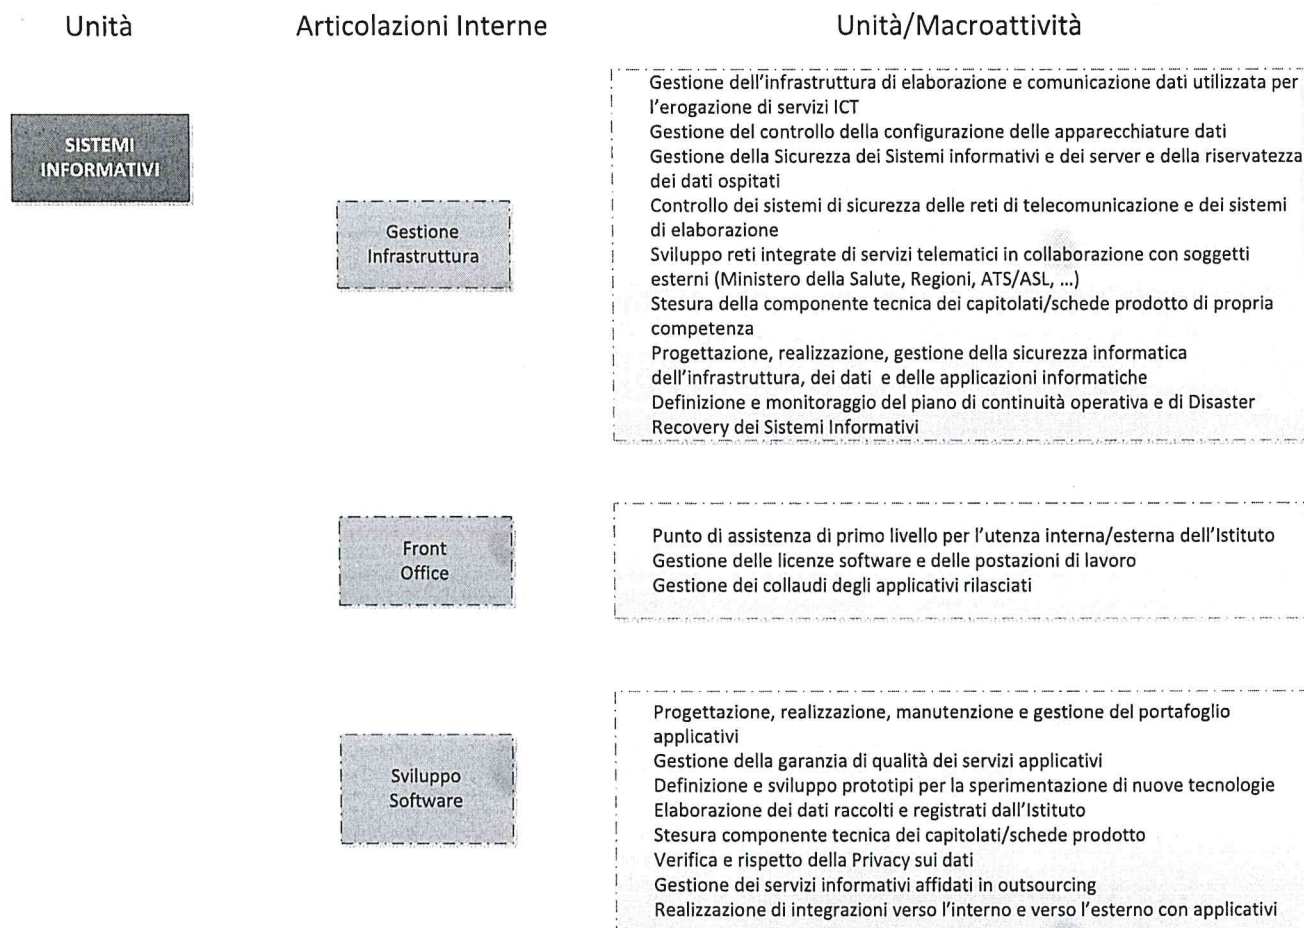 Unità
Articolazioni Interne
Unità/Macroattività
SISTEMI
INFORMATIVI
Gestione
Infrastruttura
Gestione dell’infrastruttura di elaborazione e comunicazione dati utilizzata per
l’erogazione di servizi ICT
Gestione del controllo della configurazione delle apparecchiature dati
Gestione della Sicurezza dei Sistemi informativi e dei server e della riservatezza
dei dati ospitati
Controllo dei sistemi di sicurezza delle reti di telecomunicazione e dei sistemi
di elaborazione
Sviluppo reti integrate di servizi telematici in collaborazione con soggetti
esterni (Ministero della Salute, Regioni, ATS/ASL, ...)
Stesura della componente tecnica dei capitolati/schede prodotto di propria
competenza
Progettazione, realizzazione, gestione della sicurezza informatica
dell’infrastruttura, dei dati e delle applicazioni informatiche
Definizione e monitoraggio del piano di continuità operativa e di Disaster
Recovery dei Sistemi Informativi
Front
Office
Punto di assistenza di primo livello per l’utenza interna/esterna dell’Istituto
Gestione delle licenze software e delle postazioni di lavoro
Gestione dei collaudi degli applicativi rilasciati
Sviluppo
Software
Progettazione, realizzazione, manutenzione e gestione del portafoglio
applicativi
Gestione della garanzia di qualità dei servizi applicativi
Definizione e sviluppo prototipi per la sperimentazione di nuove tecnologie
Elaborazione dei dati raccolti e registrati dall’Istituto
Stesura componente tecnica dei capitolati/schede prodotto
Verifica e rispetto della Privacy sui dati
Gestione dei servizi informativi affidati in outsourcing
Realizzazione di integrazioni verso l’interno e verso l’esterno con applicativi